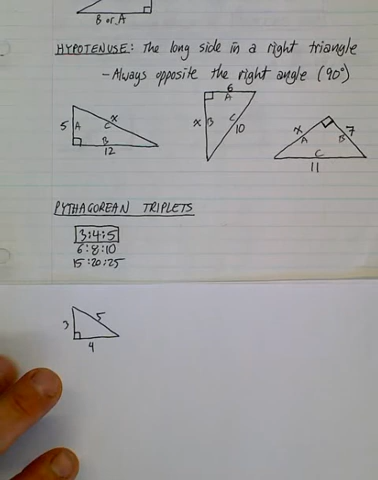 B or A
HYPOTENUSE: The long side in a right triangle
- Always opposite the right angle (90°)
5 A C x B 12
6 A x B C 10
x A 7 B C 11
PYTHAGOREAN TRIPLETS
3:4:5
6:8:10
15:20:25
3 5
4